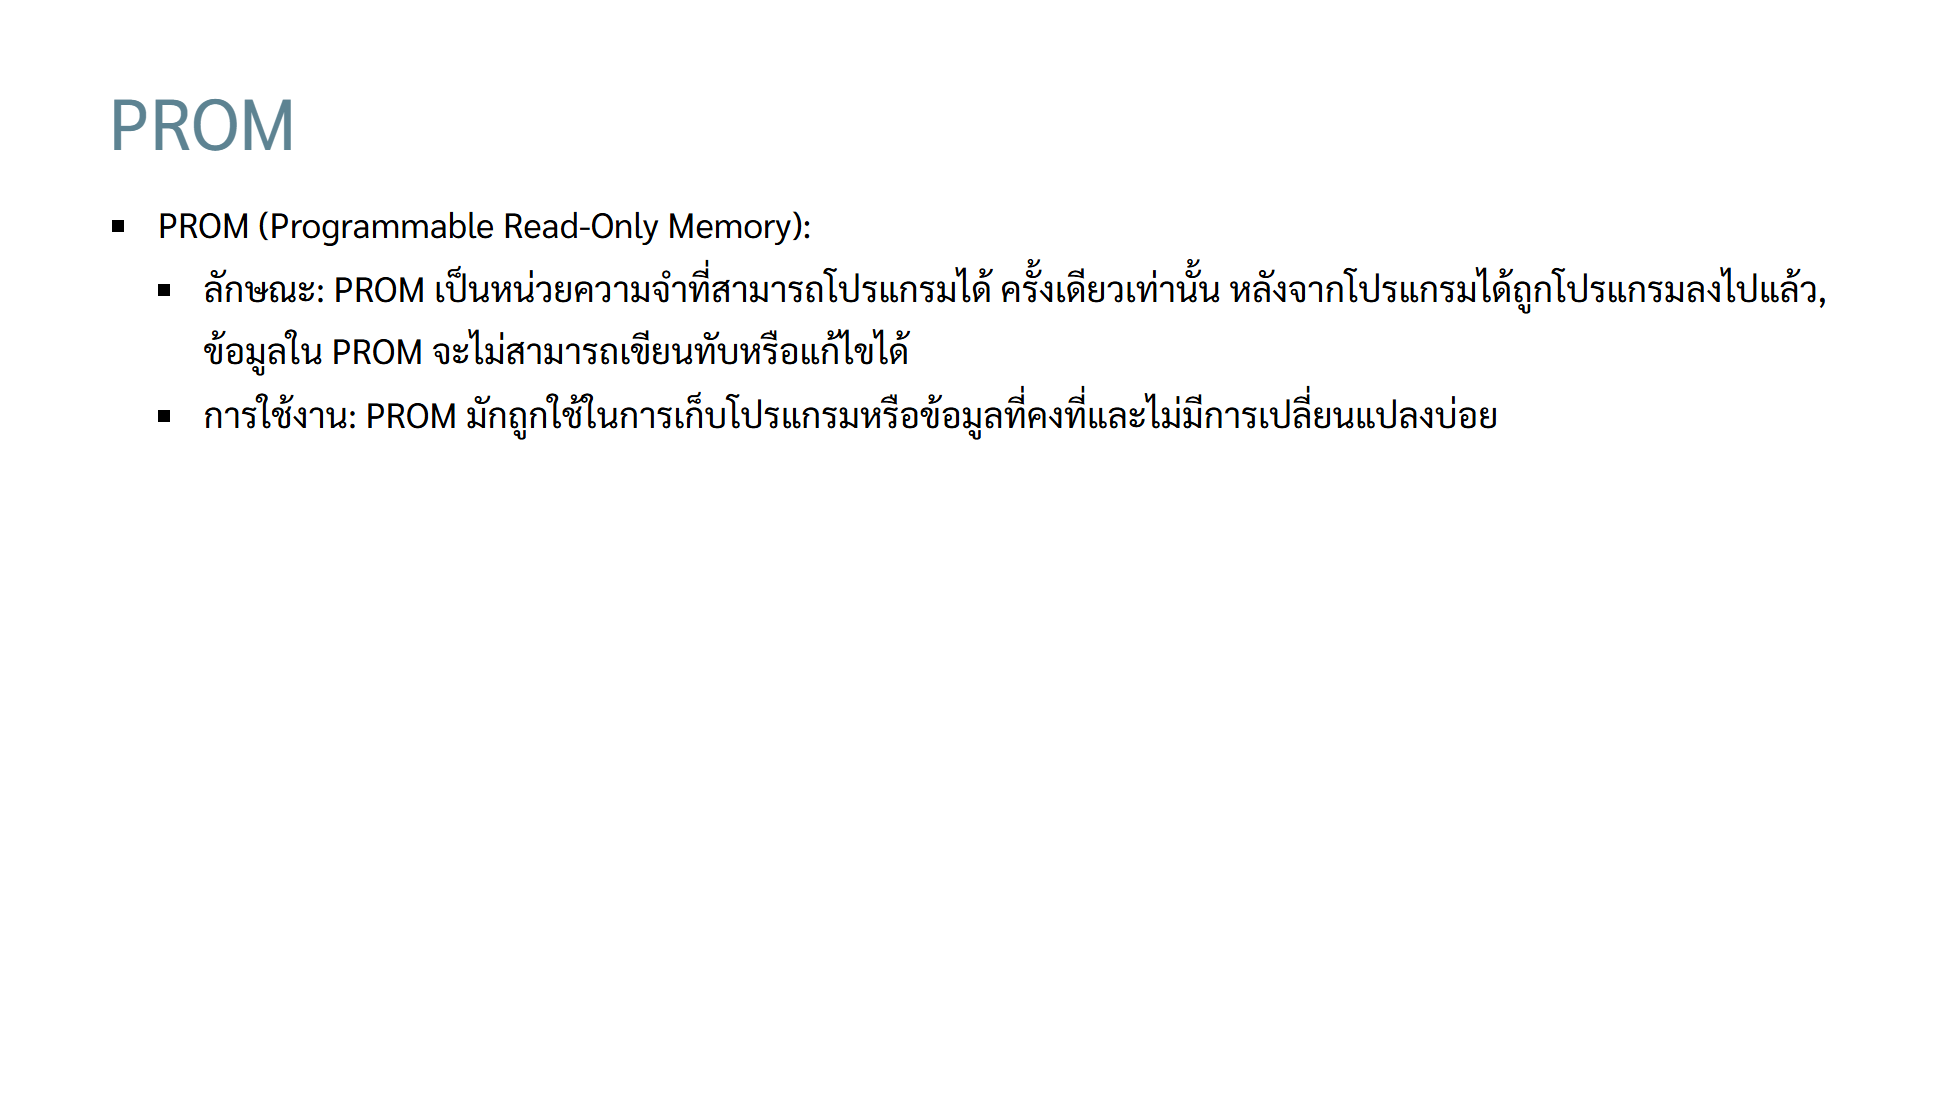 PROM
▪ PROM (Programmable Read-Only Memory):
▪ ลักษณะ: PROM เป็นหน่วยความจำที่สามารถโปรแกรมได้ ครั้งเดียวเท่านั้น หลังจากโปรแกรมได้ถูกโปรแกรมลงไปแล้ว,
ข้อมูลใน PROM จะไม่สามารถเขียนทับหรือแก้ไขได้
▪ การใช้งาน: PROM มักถูกใช้ในการเก็บโปรแกรมหรือข้อมูลที่คงที่และไม่มีการเปลี่ยนแปลงบ่อย